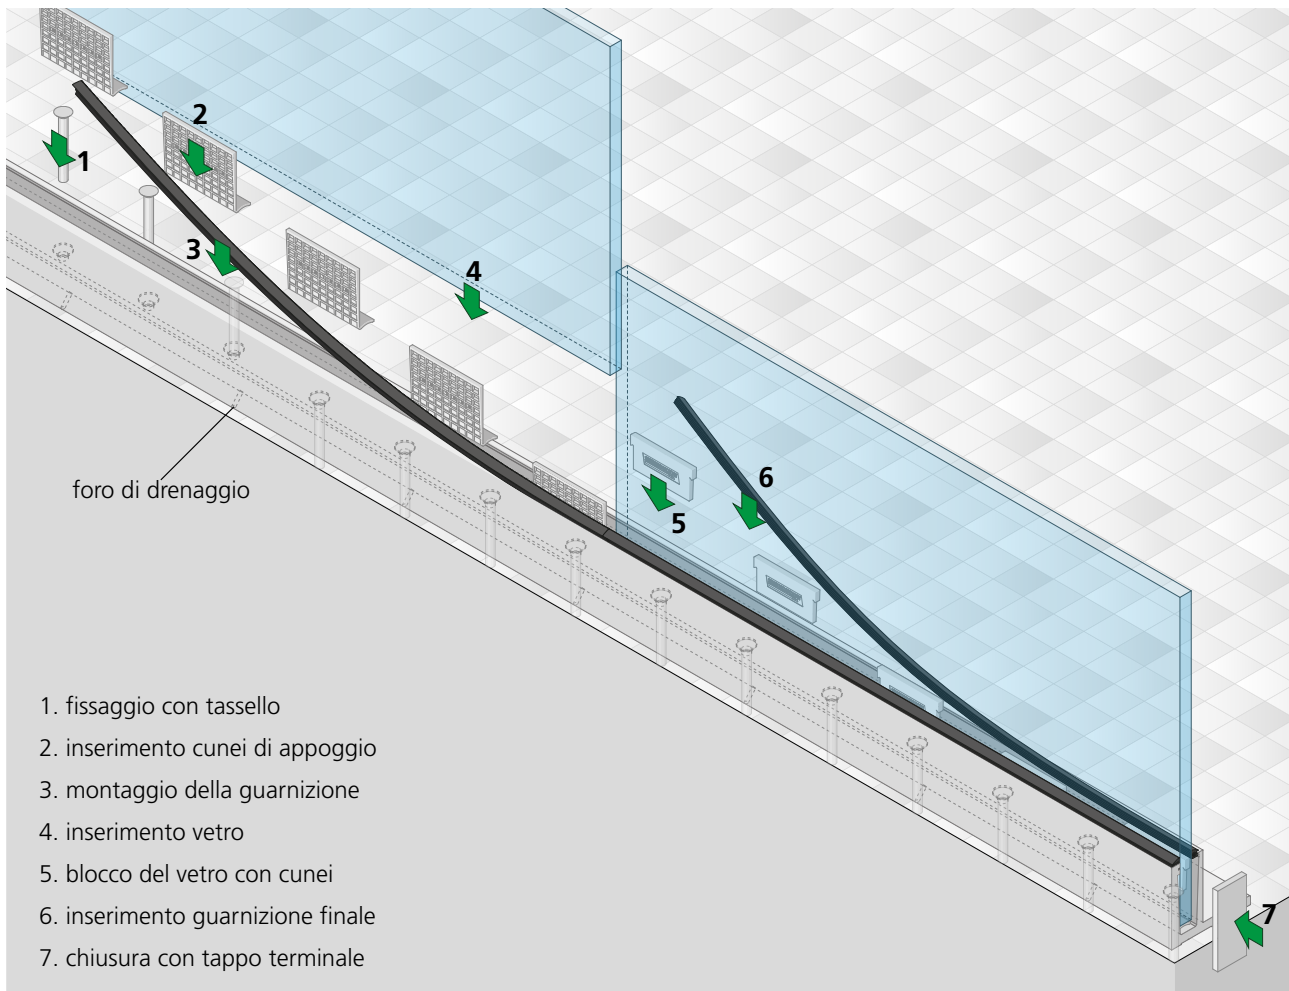 2
1
3
4
6
5
foro di drenaggio
1. fissaggio con tassello
2. inserimento cunei di appoggio
3. montaggio della guarnizione
4. inserimento vetro
5. blocco del vetro con cunei
6. inserimento guarnizione finale
7. chiusura con tappo terminale
7